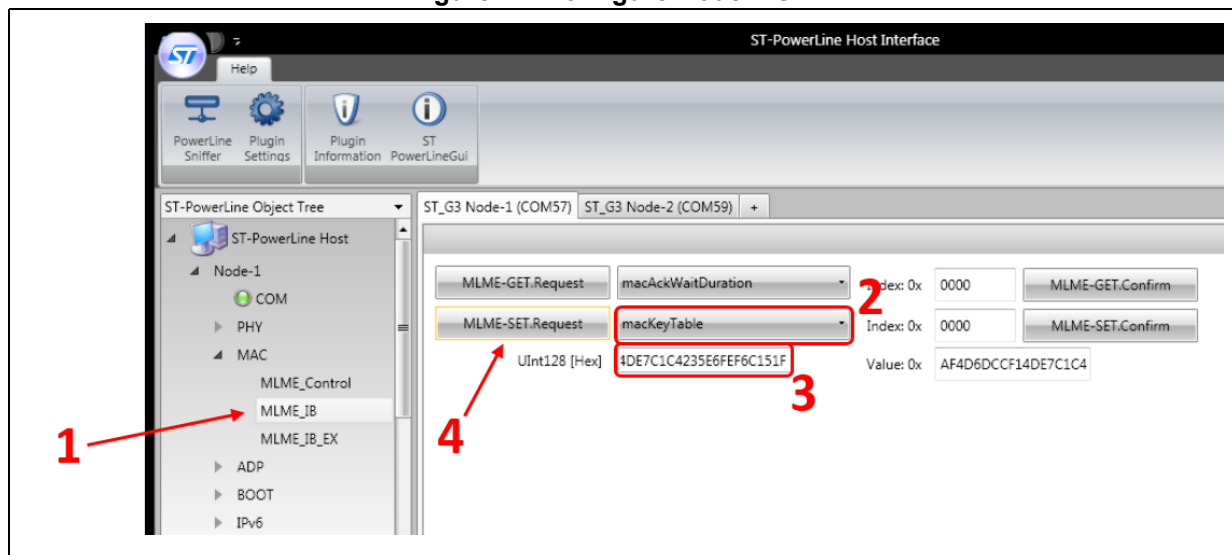 ST-PowerLine Host Interface
ST
Help
PowerLine Sniffer
Plugin Settings
Plugin Information
ST PowerLineGui
ST-PowerLine Object Tree
ST_G3 Node-1 (COM57) ST_G3 Node-2 (COM59) +
ST-PowerLine Host
Node-1
COM
PHY
MAC
MLME_Control
MLME_IB
MLME_IB_EX
ADP
BOOT
IPv6
MLME-GET.Request macAckWaitDuration Index: 0x 0000 MLME-GET.Confirm
MLME-SET.Request macKeyTable Index: 0x 0000 MLME-SET.Confirm
UInt128 [Hex] 4DE7C1C4235E6FEF6C151F Value: 0x AF4D6DCCF14DE7C1C4
1
2
3
4